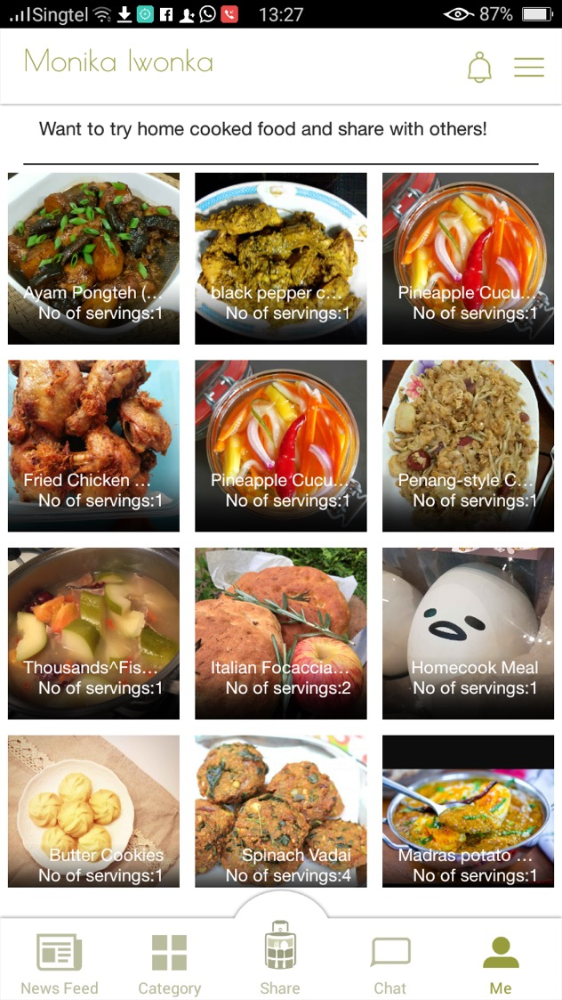 Singtel 13:27 87%
Monika Iwonka
Want to try home cooked food and share with others!
Ayam Pongteh (...
No of servings:1
black pepper c...
No of servings:1
Pineapple Cucu...
No of servings:1
Fried Chicken ...
No of servings:1
Pineapple Cucu...
No of servings:1
Penang-style C...
No of servings:1
Thousands^Fis...
No of servings:1
Italian Focaccia...
No of servings:2
Homecook Meal
No of servings:1
Butter Cookies
No of servings:1
Spinach Vadai
No of servings:4
Madras potato ...
No of servings:1
News Feed
Category
Share
Chat
Me